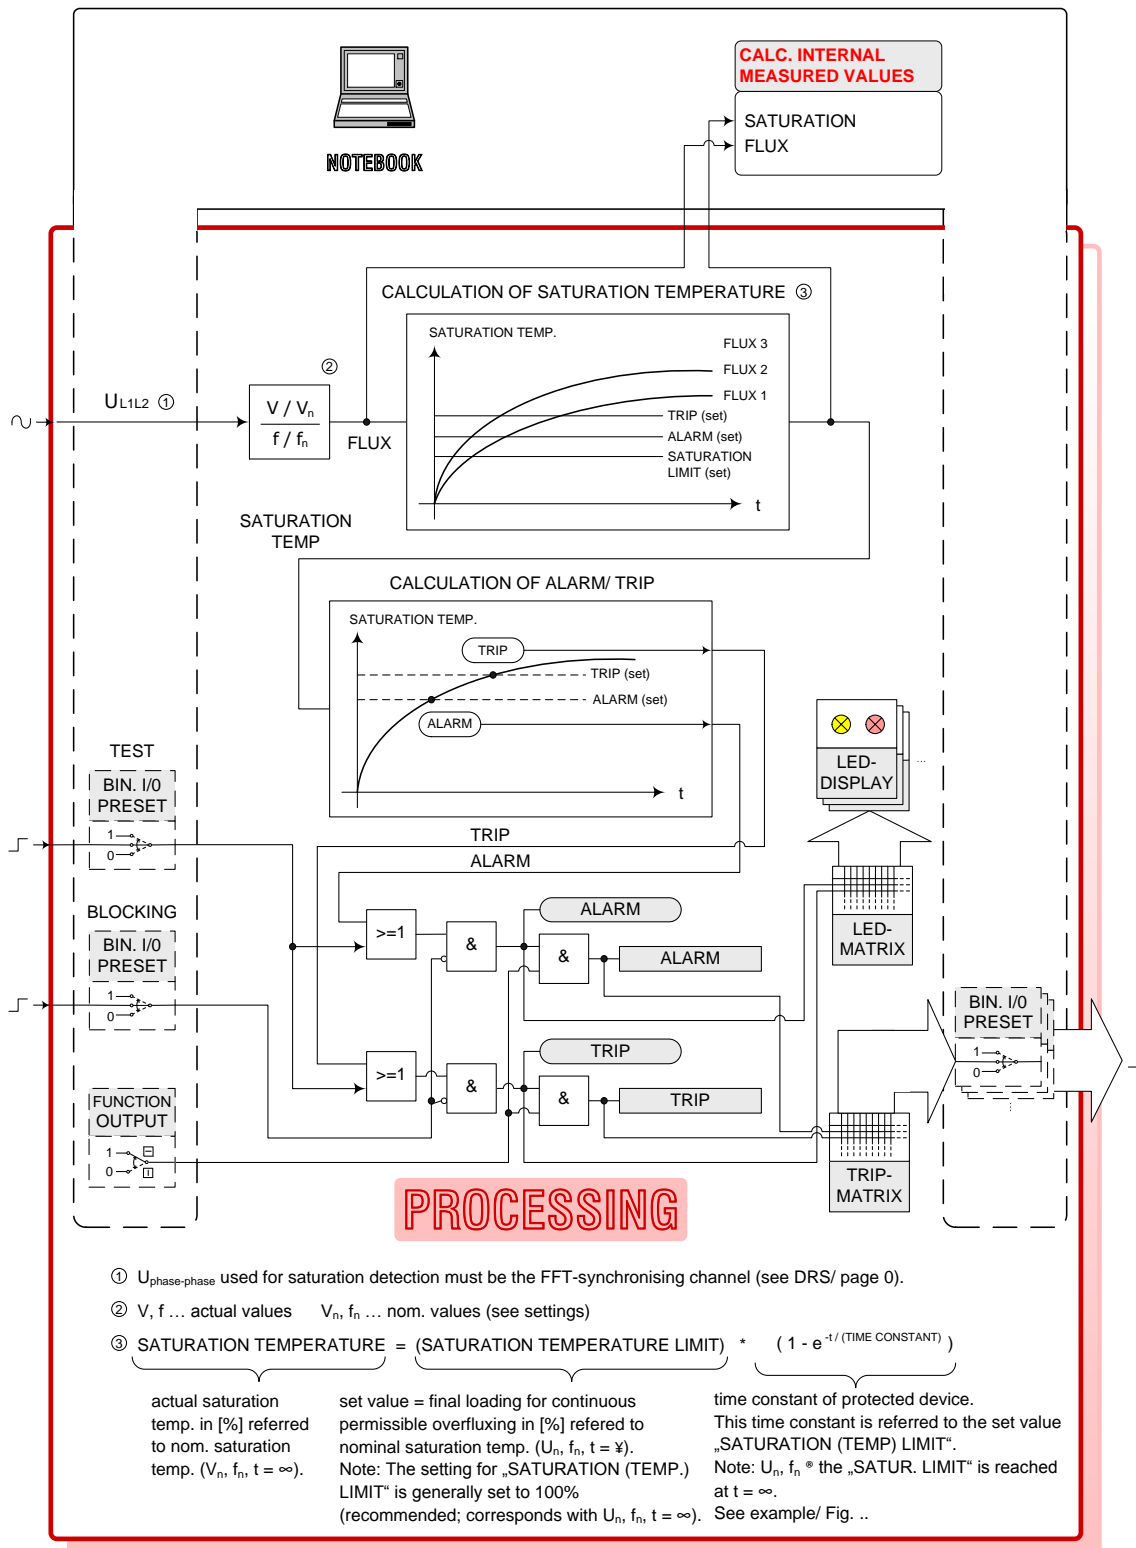 CALC. INTERNAL
MEASURED VALUES
SATURATION
FLUX
NOTEBOOK
CALCULATION OF SATURATION TEMPERATURE ③
SATURATION TEMP.
FLUX 3
FLUX 2
FLUX 1
TRIP (set)
ALARM (set)
SATURATION
LIMIT (set)
t
②
UL1L2 ①
V / Vn
f / fn
FLUX
SATURATION
TEMP
CALCULATION OF ALARM/ TRIP
SATURATION TEMP.
TRIP
TRIP (set)
ALARM (set)
ALARM
t
LED-
DISPLAY
...
TEST
BIN. I/0
PRESET
1
0
TRIP
ALARM
BLOCKING
BIN. I/0
PRESET
1
0
>=1
&
ALARM
&
ALARM
LED-
MATRIX
BIN. I/0
PRESET
1
0
...
>=1
&
TRIP
&
TRIP
FUNCTION
OUTPUT
1
0
TRIP-
MATRIX
PROCESSING
① Uphase-phase used for saturation detection must be the FFT-synchronising channel (see DRS/ page 0).
② V, f … actual values Vn, fn … nom. values (see settings)
③ SATURATION TEMPERATURE = (SATURATION TEMPERATURE LIMIT) * ( 1 - e -t / (TIME CONSTANT) )
actual saturation
temp. in [%] referred
to nom. saturation
temp. (Vn, fn, t = ∞).
set value = final loading for continuous
permissible overfluxing in [%] refered to
nominal saturation temp. (Un, fn, t = ¥).
Note: The setting for „SATURATION (TEMP.)
LIMIT“ is generally set to 100%
(recommended; corresponds with Un, fn, t = ∞).
time constant of protected device.
This time constant is referred to the set value
„SATURATION (TEMP) LIMIT“.
Note: Un, fn ® the „SATUR. LIMIT“ is reached
at t = ∞.
See example/ Fig. ..